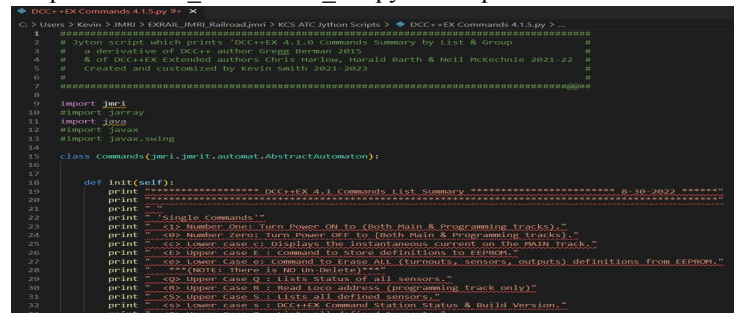 DCC++EX Commands 4.1.5.py 9+ ×
C: > Users > Kevin > JMRI > EXRAIL_JMRI_Railroad.jmri > KCS ATC Jython Scripts > DCC++EX Commands 4.1.5.py > ...
1 ####################################################################################
2 # Jyton script which prints 'DCC++EX 4.1.0 Commands Summary by List & Group #
3 # a derivative of DCC++ author Gregg Berman 2015 #
4 # & of DCC++EX Extended authors Chris Harlow, Harald Barth & Neil McKechnie 2021-22 #
5 # Created and customized by Kevin Smith 2021-2023 #
6 # #
7 ##################################################################################@@##
8
9 import jmri
10 #import jarray
11 import java
12 #import javax
13 #import javax.swing
14
15 class Commands(jmri.jmrit.automat.AbstractAutomaton):
16
17
18 def init(self):
19 print "****************** DCC++EX 4.1 Commands List Summary ************************ 8-30-2022 ******"
20 print "**********************************************************************************************"
21 print " "
22 print " 'Single Commands'"
23 print " <1> Number One: Turn Power ON to (Both Main & Programming tracks)."
24 print " <0> Number Zero: Turn Power OFF to (Both Main & Programming tracks)."
25 print " <c> Lower case c: Displays the instantaneous current on the MAIN Track."
26 print " <E> Upper case E : Command to Store definitions to EEPROM."
27 print " <e> Lower case e: Command to Erase ALL (turnouts, sensors, outputs) definitions from EEPROM."
28 print " ***(NOTE: There is NO Un-Delete)***"
29 print " <Q> Upper Case Q : Lists Status of all sensors."
30 print " <R> Upper Case R : Read Loco address (programming track only)"
31 print " <S> Upper Case S : Lists all defined sensors."
32 print " <s> Lower case s : DCC++EX Command Station Status & Build Version."